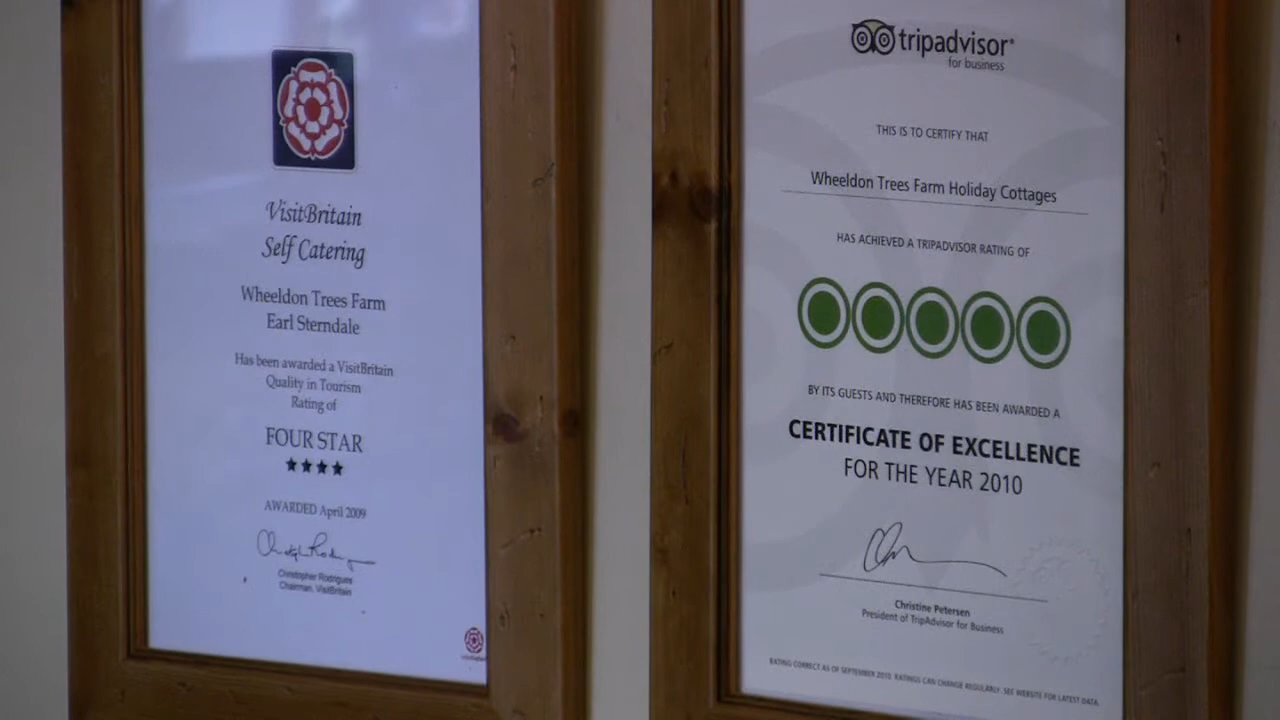 VisitBritain
Self Catering
Wheeldon Trees Farm
Earl Sterndale
Has been awarded a VisitBritain
Quality in Tourism
Rating of
FOUR STAR
AWARDED April 2009
Christopher Rodrigues
Chairman, VisitBritain
tripadvisor®
for business
THIS IS TO CERTIFY THAT
Wheeldon Trees Farm Holiday Cottages
HAS ACHIEVED A TRIPADVISOR RATING OF
BY ITS GUESTS AND THEREFORE HAS BEEN AWARDED A
CERTIFICATE OF EXCELLENCE
FOR THE YEAR 2010
Christine Petersen
President of TripAdvisor for Business
RATING CORRECT AS OF SEPTEMBER 2010. RATINGS CAN CHANGE REGULARLY. SEE WEBSITE FOR LATEST DATA.